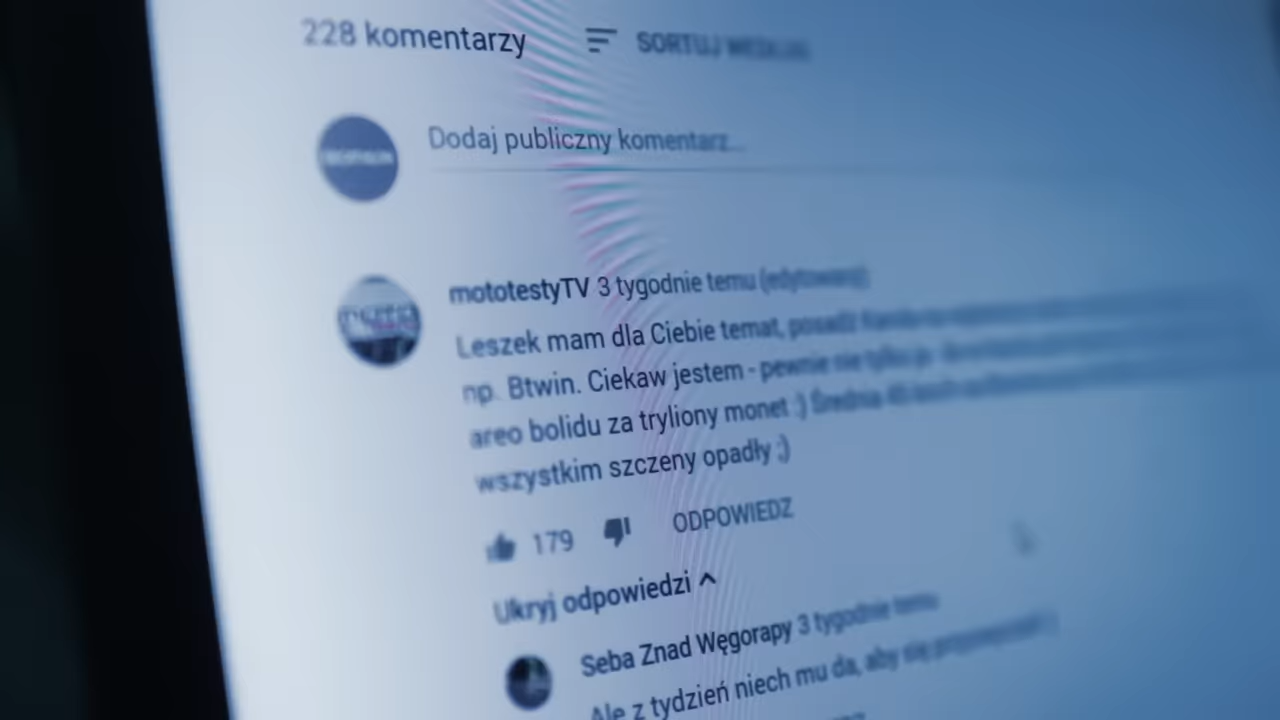 228 komentarzy SORTUJ WEDŁUG
Dodaj publiczny komentarz...
mototestyTV 3 tygodnie temu (edytowany)
Leszek mam dla Ciebie temat, posadź
np. Btwin. Ciekaw jestem - pewnie nie tylko ja -
areo bolidu za tryliony monet :) Średnia
wszystkim szczeny opadły ;)
179 ODPOWIEDZ
Ukryj odpowiedzi
Seba Znad Węgorapy 3 tygodnie temu
Ale z tydzień niech mu da, aby się